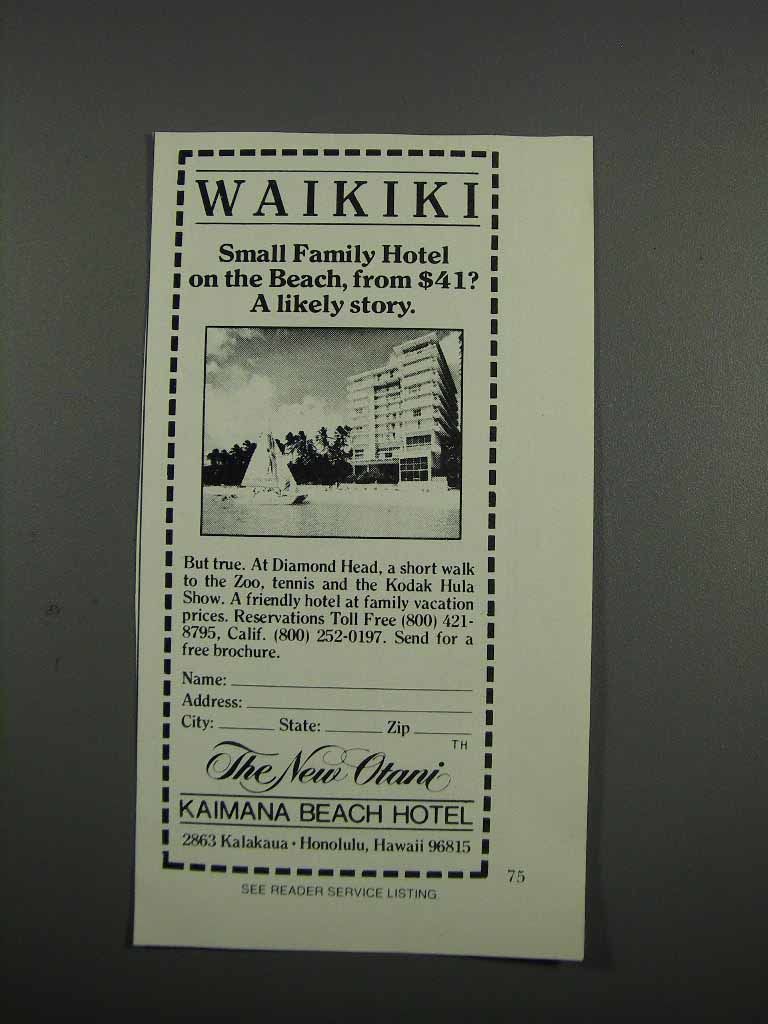 WAIKIKI
Small Family Hotel
on the Beach, from $41?
A likely story.
But true. At Diamond Head, a short walk
to the Zoo, tennis and the Kodak Hula
Show. A friendly hotel at family vacation
prices. Reservations Toll Free (800) 421-
8795, Calif. (800) 252-0197. Send for a
free brochure.
Name:
Address:
City: State: Zip
TH
The New Otani
KAIMANA BEACH HOTEL
2863 Kalakaua • Honolulu, Hawaii 96815
75
SEE READER SERVICE LISTING.